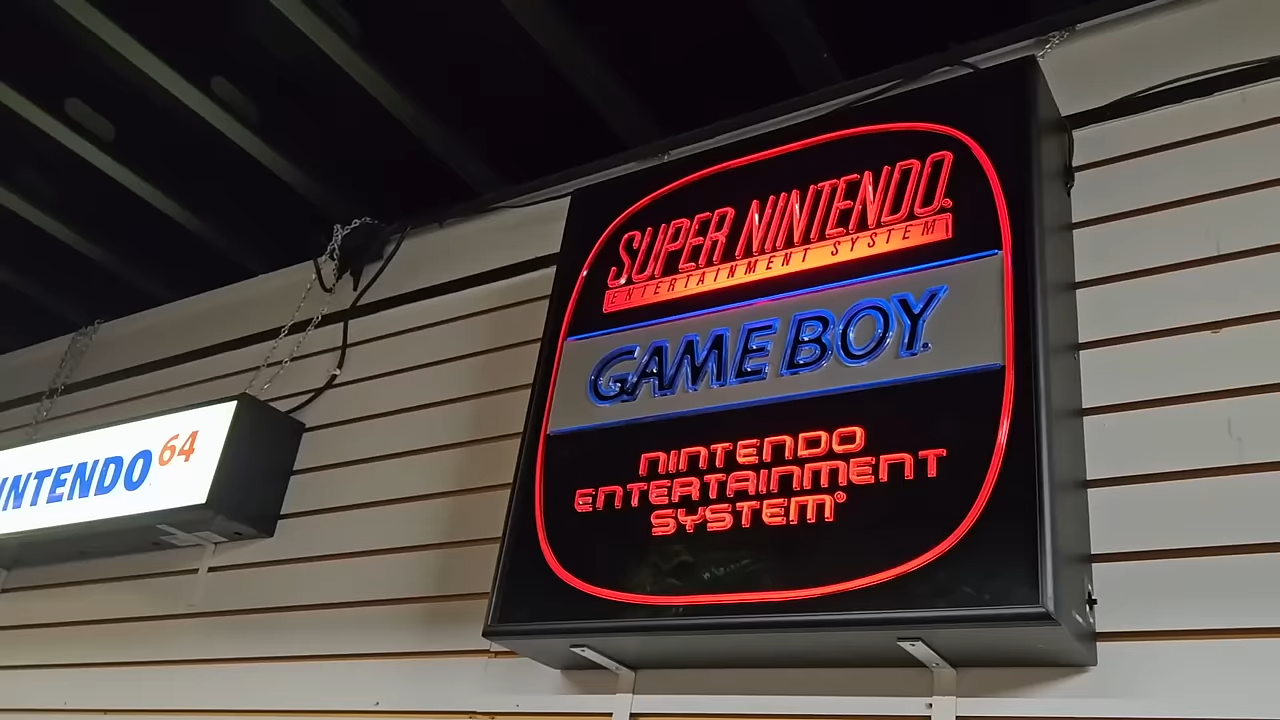 SUPER NINTENDO.
ENTERTAINMENT SYSTEM
GAME BOY.
NINTENDO
ENTERTAINMENT
SYSTEM®
NINTENDO 64